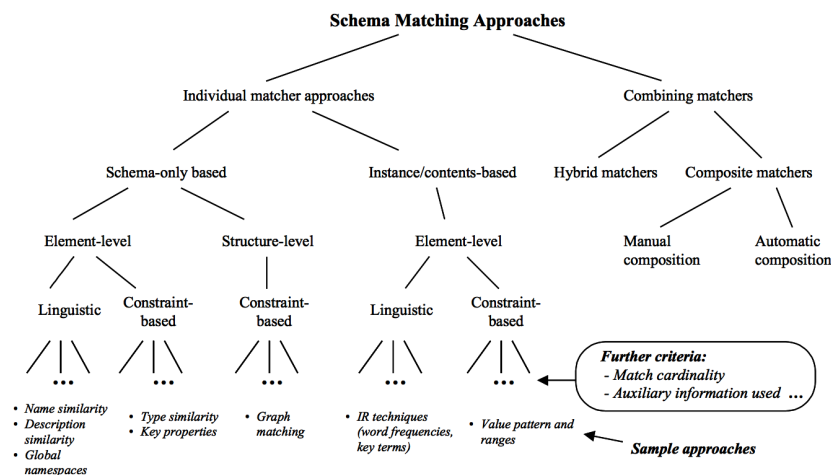 Schema Matching Approaches
Individual matcher approaches
Combining matchers
Schema-only based
Instance/contents-based
Hybrid matchers
Composite matchers
Element-level
Structure-level
Element-level
Manual
composition
Automatic
composition
Linguistic
Constraint-
based
Constraint-
based
Linguistic
Constraint-
based
...
...
...
...
...
Further criteria:
- Match cardinality
- Auxiliary information used ...
• Name similarity
• Description
similarity
• Global
namespaces
• Type similarity
• Key properties
• Graph
matching
• IR techniques
(word frequencies,
key terms)
• Value pattern and
ranges
Sample approaches